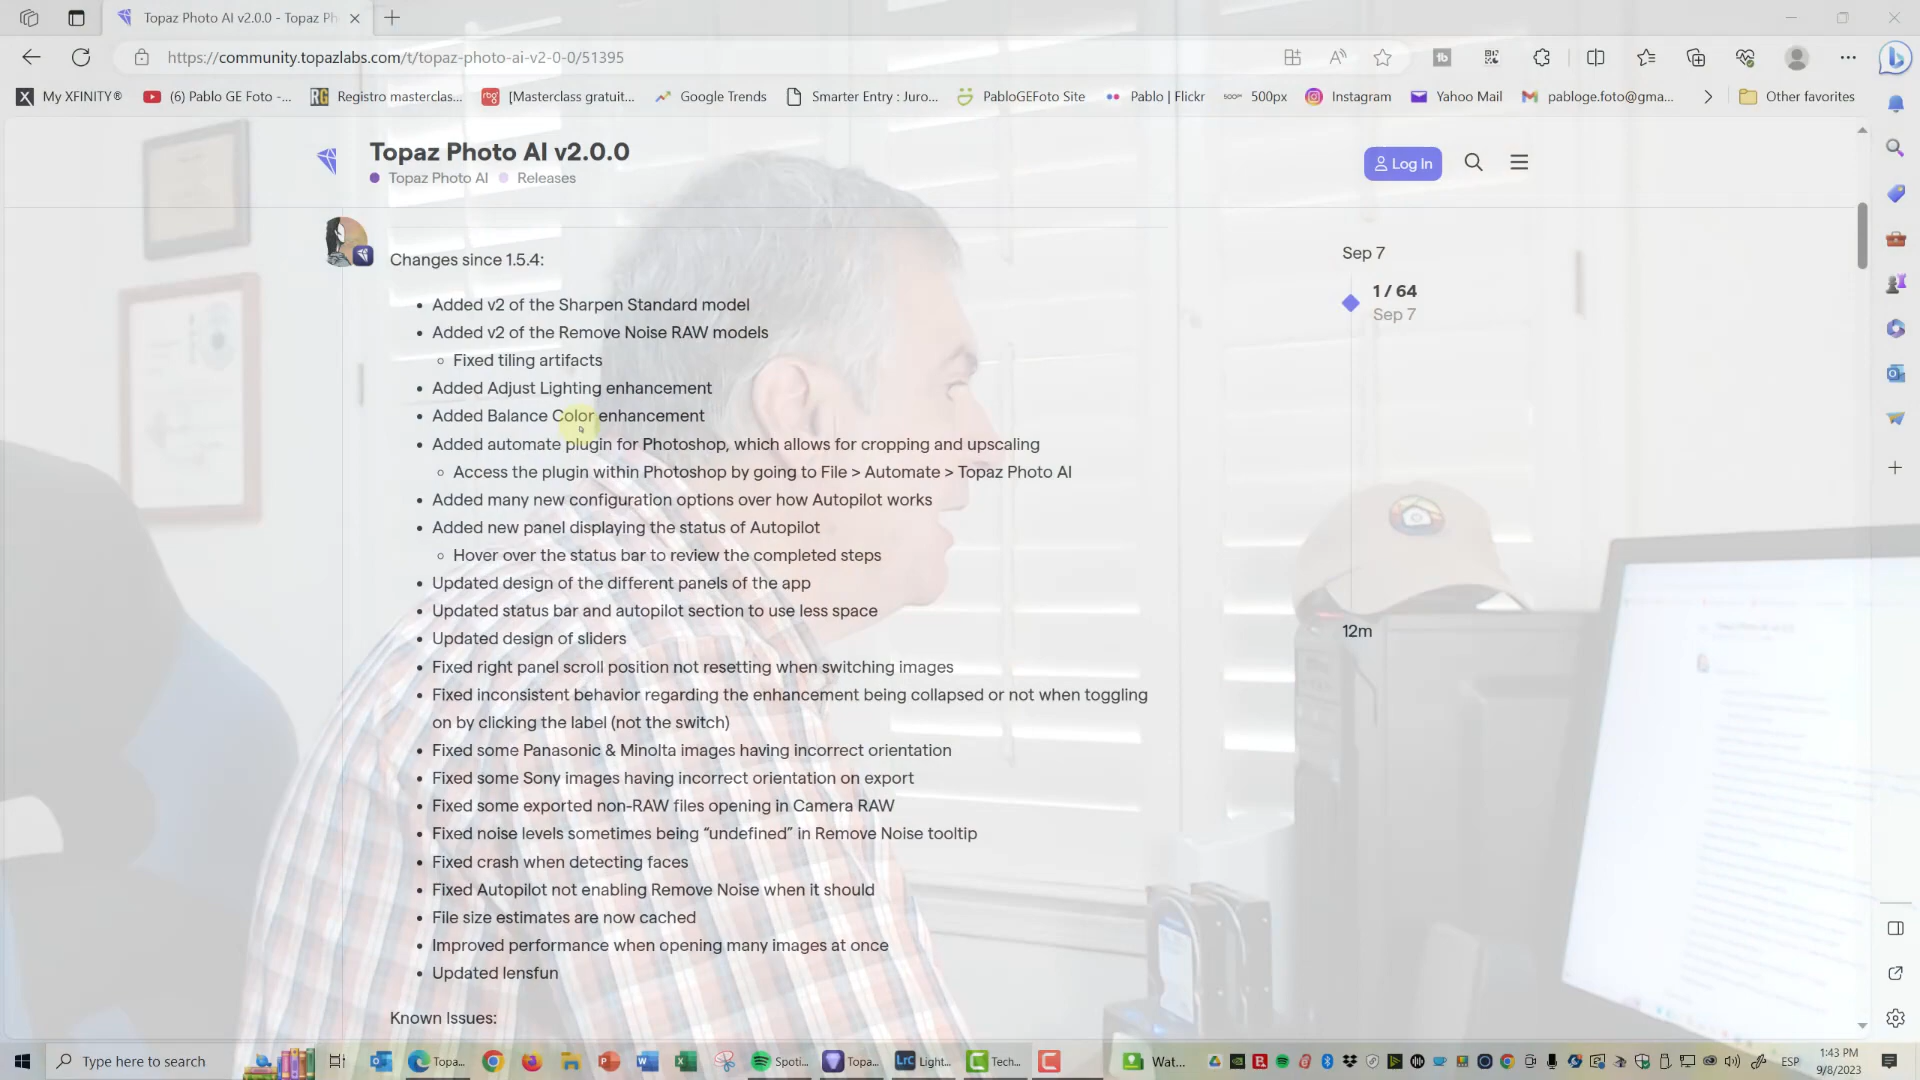 Topaz Photo AI v2.0.0 - Topaz Ph
https://community.topazlabs.com/t/topaz-photo-ai-v2-0-0/51395
My XFINITY®
(6) Pablo GE Foto -...
Registro masterclas...
[Masterclass gratuit...
Google Trends
Smarter Entry : Juro...
PabloGEFoto Site
Pablo | Flickr
500px
Instagram
Yahoo Mail
pabloge.foto@gma...
Other favorites
Topaz Photo AI v2.0.0
Topaz Photo AI
Releases
Log In
Changes since 1.5.4:
Sep 7
1 / 64
Sep 7
12m
• Added v2 of the Sharpen Standard model
• Added v2 of the Remove Noise RAW models
◦ Fixed tiling artifacts
• Added Adjust Lighting enhancement
• Added Balance Color enhancement
• Added automate plugin for Photoshop, which allows for cropping and upscaling
◦ Access the plugin within Photoshop by going to File > Automate > Topaz Photo AI
• Added many new configuration options over how Autopilot works
• Added new panel displaying the status of Autopilot
◦ Hover over the status bar to review the completed steps
• Updated design of the different panels of the app
• Updated status bar and autopilot section to use less space
• Updated design of sliders
• Fixed right panel scroll position not resetting when switching images
• Fixed inconsistent behavior regarding the enhancement being collapsed or not when toggling
on by clicking the label (not the switch)
• Fixed some Panasonic & Minolta images having incorrect orientation
• Fixed some Sony images having incorrect orientation on export
• Fixed some exported non-RAW files opening in Camera RAW
• Fixed noise levels sometimes being “undefined” in Remove Noise tooltip
• Fixed crash when detecting faces
• Fixed Autopilot not enabling Remove Noise when it should
• File size estimates are now cached
• Improved performance when opening many images at once
• Updated lensfun
Known Issues:
Type here to search
Topa...
Spoti...
Topa...
Light...
Tech...
Wat...
ESP
1:43 PM
9/8/2023